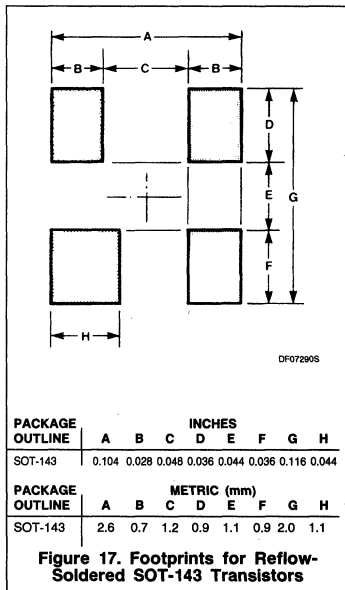 A
B C B
D
E G
F
H
DF07290S
PACKAGE OUTLINE INCHES
A B C D E F G H
SOT-143 0.104 0.028 0.048 0.036 0.044 0.036 0.116 0.044
PACKAGE OUTLINE METRIC (mm)
A B C D E F G H
SOT-143 2.6 0.7 1.2 0.9 1.1 0.9 2.0 1.1
Figure 17. Footprints for Reflow-
Soldered SOT-143 Transistors